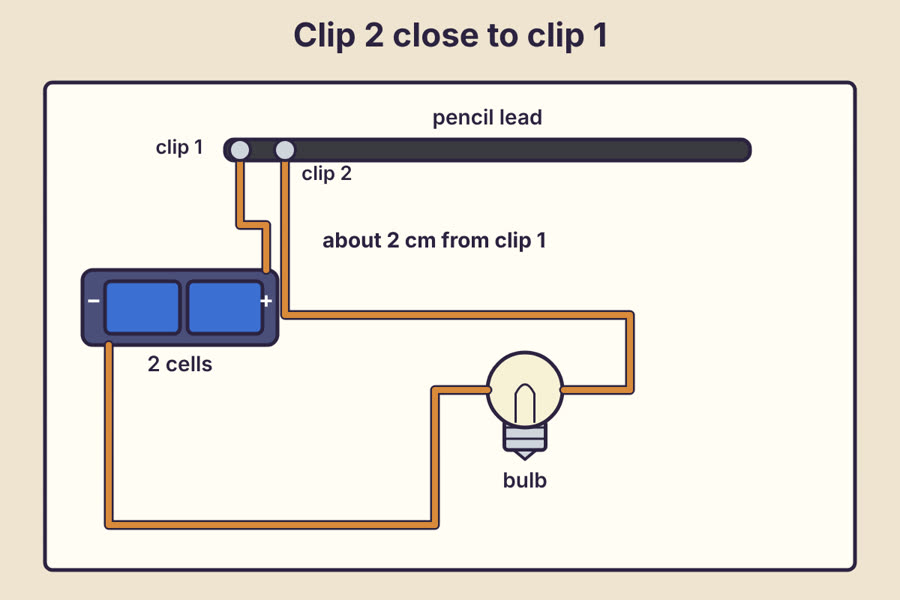 Clip 2 close to clip 1
pencil lead
clip 1
clip 2
about 2 cm from clip 1
− +
2 cells
bulb